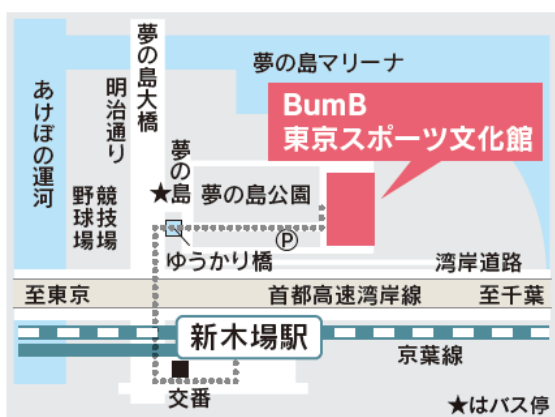 夢の島マリーナ
BumB
東京スポーツ文化館
あけぼの運河
明治通り
夢の島大橋
競技場
野球場
★夢の島
夢の島公園
Ⓟ
ゆうかり橋
湾岸道路
至東京
首都高速湾岸線
至千葉
新木場駅
京葉線
交番
★はバス停